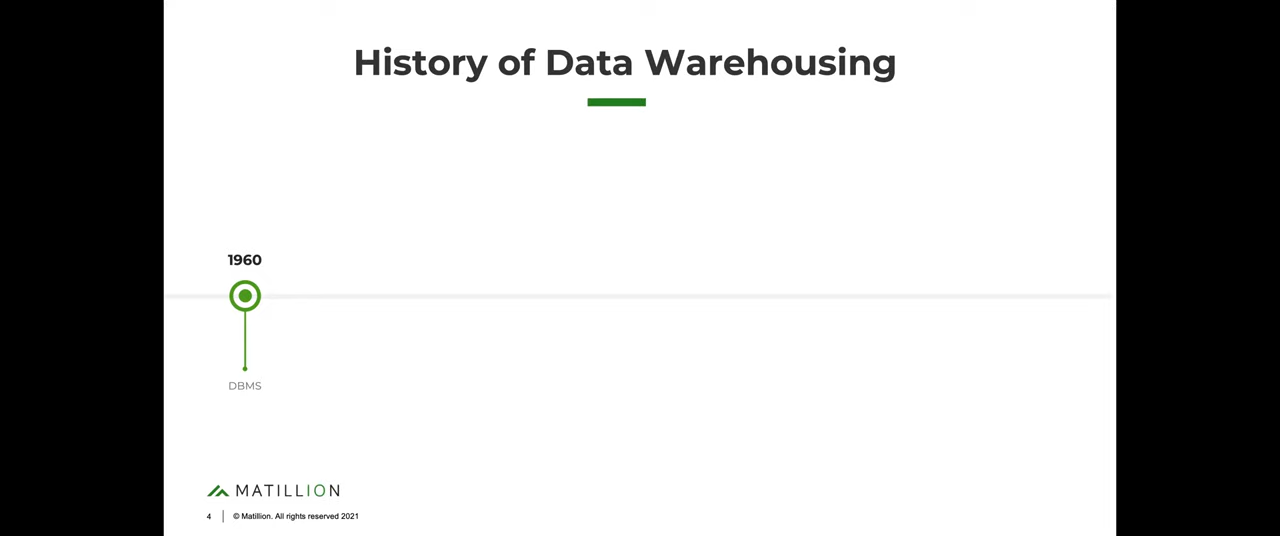 History of Data Warehousing
1960
DBMS
MATILLION
4 © Matillion. All rights reserved 2021